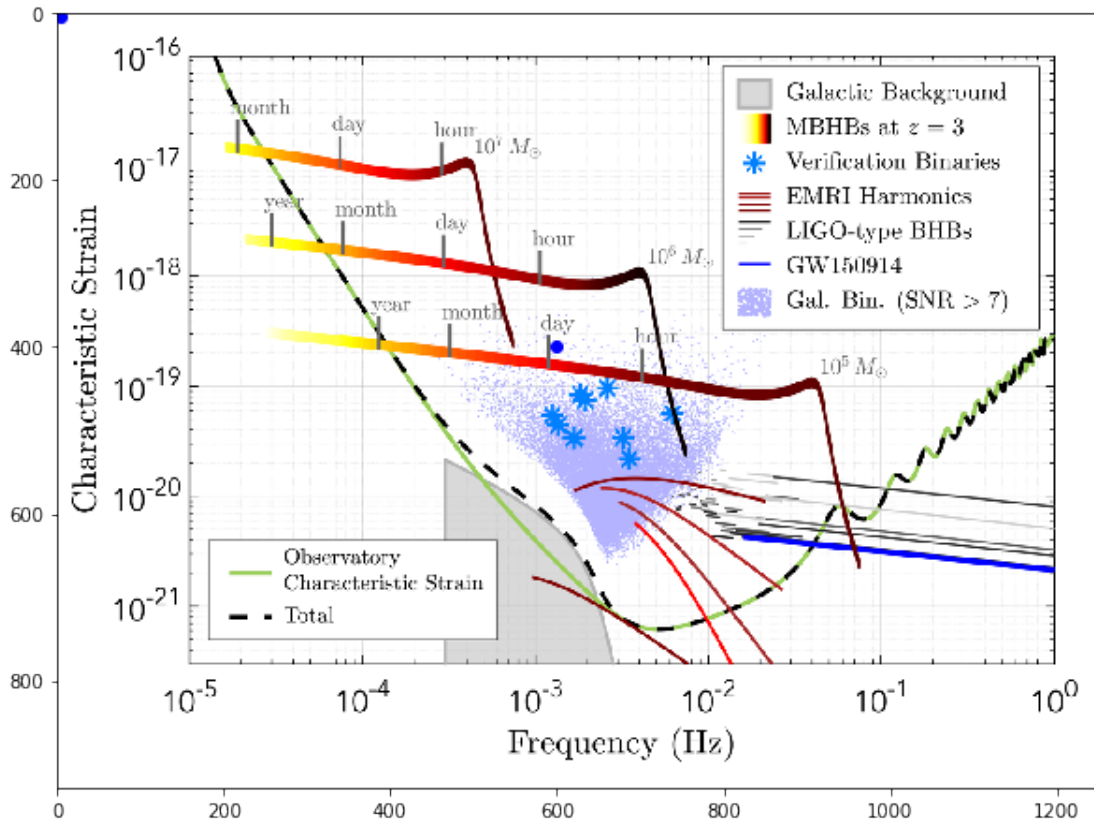 0
200
400
600
800
0
200
400
600
800
1000
1200
10^-16
10^-17
10^-18
10^-19
10^-20
10^-21
Characteristic Strain
10^-5
10^-4
10^-3
10^-2
10^-1
10^0
Frequency (Hz)
month
day
hour
10^7 M⊙
year
month
day
hour
10^6 M⊙
year
month
day
hour
10^5 M⊙
Galactic Background
MBHBs at z = 3
Verification Binaries
EMRI Harmonics
LIGO-type BHBs
GW150914
Gal. Bin. (SNR > 7)
Observatory
Characteristic Strain
Total